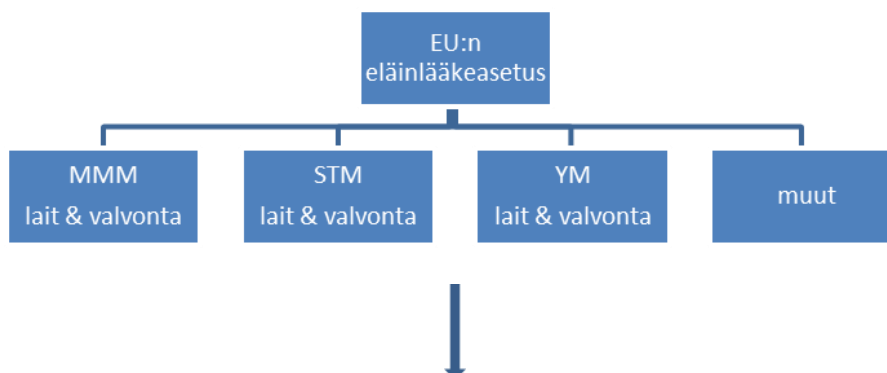 EU:n
eläinlääkeasetus
MMM
lait & valvonta
STM
lait & valvonta
YM
lait & valvonta
muut